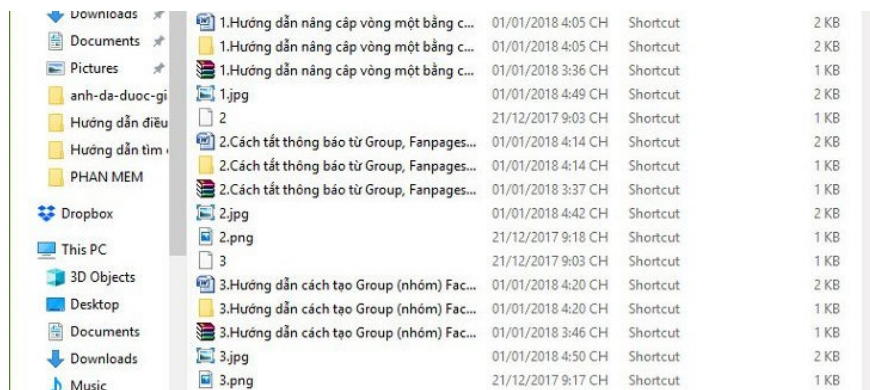 Downloads
Documents
Pictures
anh-da-duoc-gi
Hướng dẫn điều
Hướng dẫn tìm
PHAN MEM
Dropbox
This PC
3D Objects
Desktop
Documents
Downloads
Music
1.Hướng dẫn nâng cấp vòng một bằng c... 01/01/2018 4:05 CH Shortcut 2 KB
1.Hướng dẫn nâng cấp vòng một bằng c... 01/01/2018 4:05 CH Shortcut 1 KB
1.Hướng dẫn nâng cấp vòng một bằng c... 01/01/2018 3:36 CH Shortcut 1 KB
1.jpg 01/01/2018 4:49 CH Shortcut 2 KB
2 21/12/2017 9:03 CH Shortcut 1 KB
2.Cách tắt thông báo từ Group, Fanpages... 01/01/2018 4:14 CH Shortcut 2 KB
2.Cách tắt thông báo từ Group, Fanpages... 01/01/2018 4:14 CH Shortcut 1 KB
2.Cách tắt thông báo từ Group, Fanpages... 01/01/2018 3:37 CH Shortcut 1 KB
2.jpg 01/01/2018 4:42 CH Shortcut 2 KB
2.png 21/12/2017 9:18 CH Shortcut 1 KB
3 21/12/2017 9:03 CH Shortcut 1 KB
3.Hướng dẫn cách tạo Group (nhóm) Fac... 01/01/2018 4:20 CH Shortcut 2 KB
3.Hướng dẫn cách tạo Group (nhóm) Fac... 01/01/2018 4:20 CH Shortcut 1 KB
3.Hướng dẫn cách tạo Group (nhóm) Fac... 01/01/2018 3:46 CH Shortcut 1 KB
3.jpg 01/01/2018 4:50 CH Shortcut 2 KB
3.png 21/12/2017 9:17 CH Shortcut 1 KB